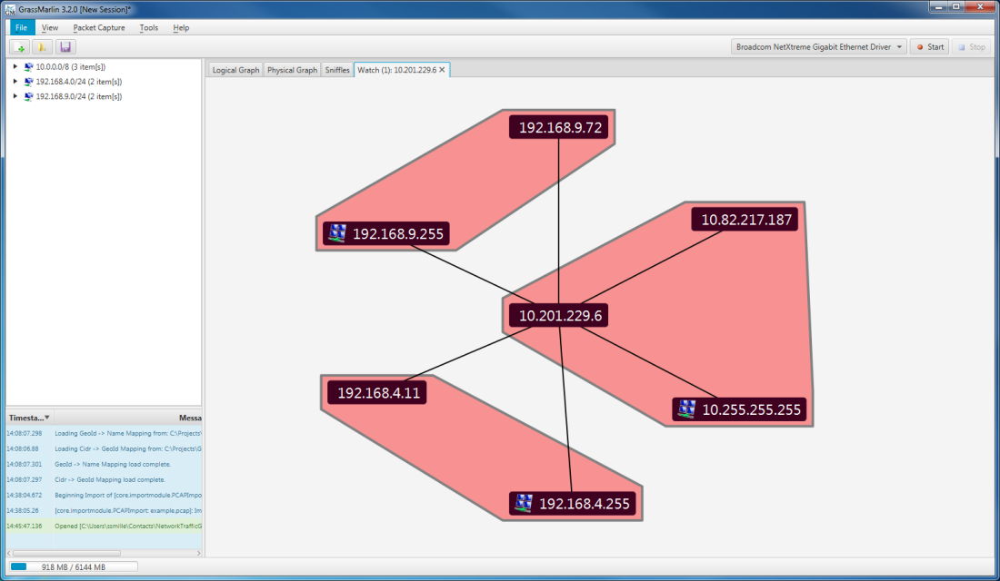 GrassMarlin 3.2.0 [New Session]*
File View Packet Capture Tools Help
Broadcom NetXtreme Gigabit Ethernet Driver Start Stop
10.0.0.0/8 (3 item[s])
192.168.4.0/24 (2 item[s])
192.168.9.0/24 (2 item[s])
Logical Graph Physical Graph Sniffles Watch (1): 10.201.229.6
192.168.9.72
10.82.217.187
192.168.9.255
10.201.229.6
192.168.4.11
10.255.255.255
192.168.4.255
Timesta... Messa
14:08:07.298 Loading GeoId -> Name Mapping from: C:\Projects\
14:08:06.88 Loading Cidr -> GeoId Mapping from: C:\Projects\G
14:08:07.301 GeoId -> Name Mapping load complete.
14:08:07.297 Cidr -> GeoId Mapping load complete.
14:38:04.672 Beginning Import of [core.importmodule.PCAPImpo
14:38:05.26 [core.importmodule.PCAPImport: example.pcap]: Im
14:45:47.136 Opened [C:\Users\ssmille\Contacts\NetworkTrafficG
918 MB / 6144 MB